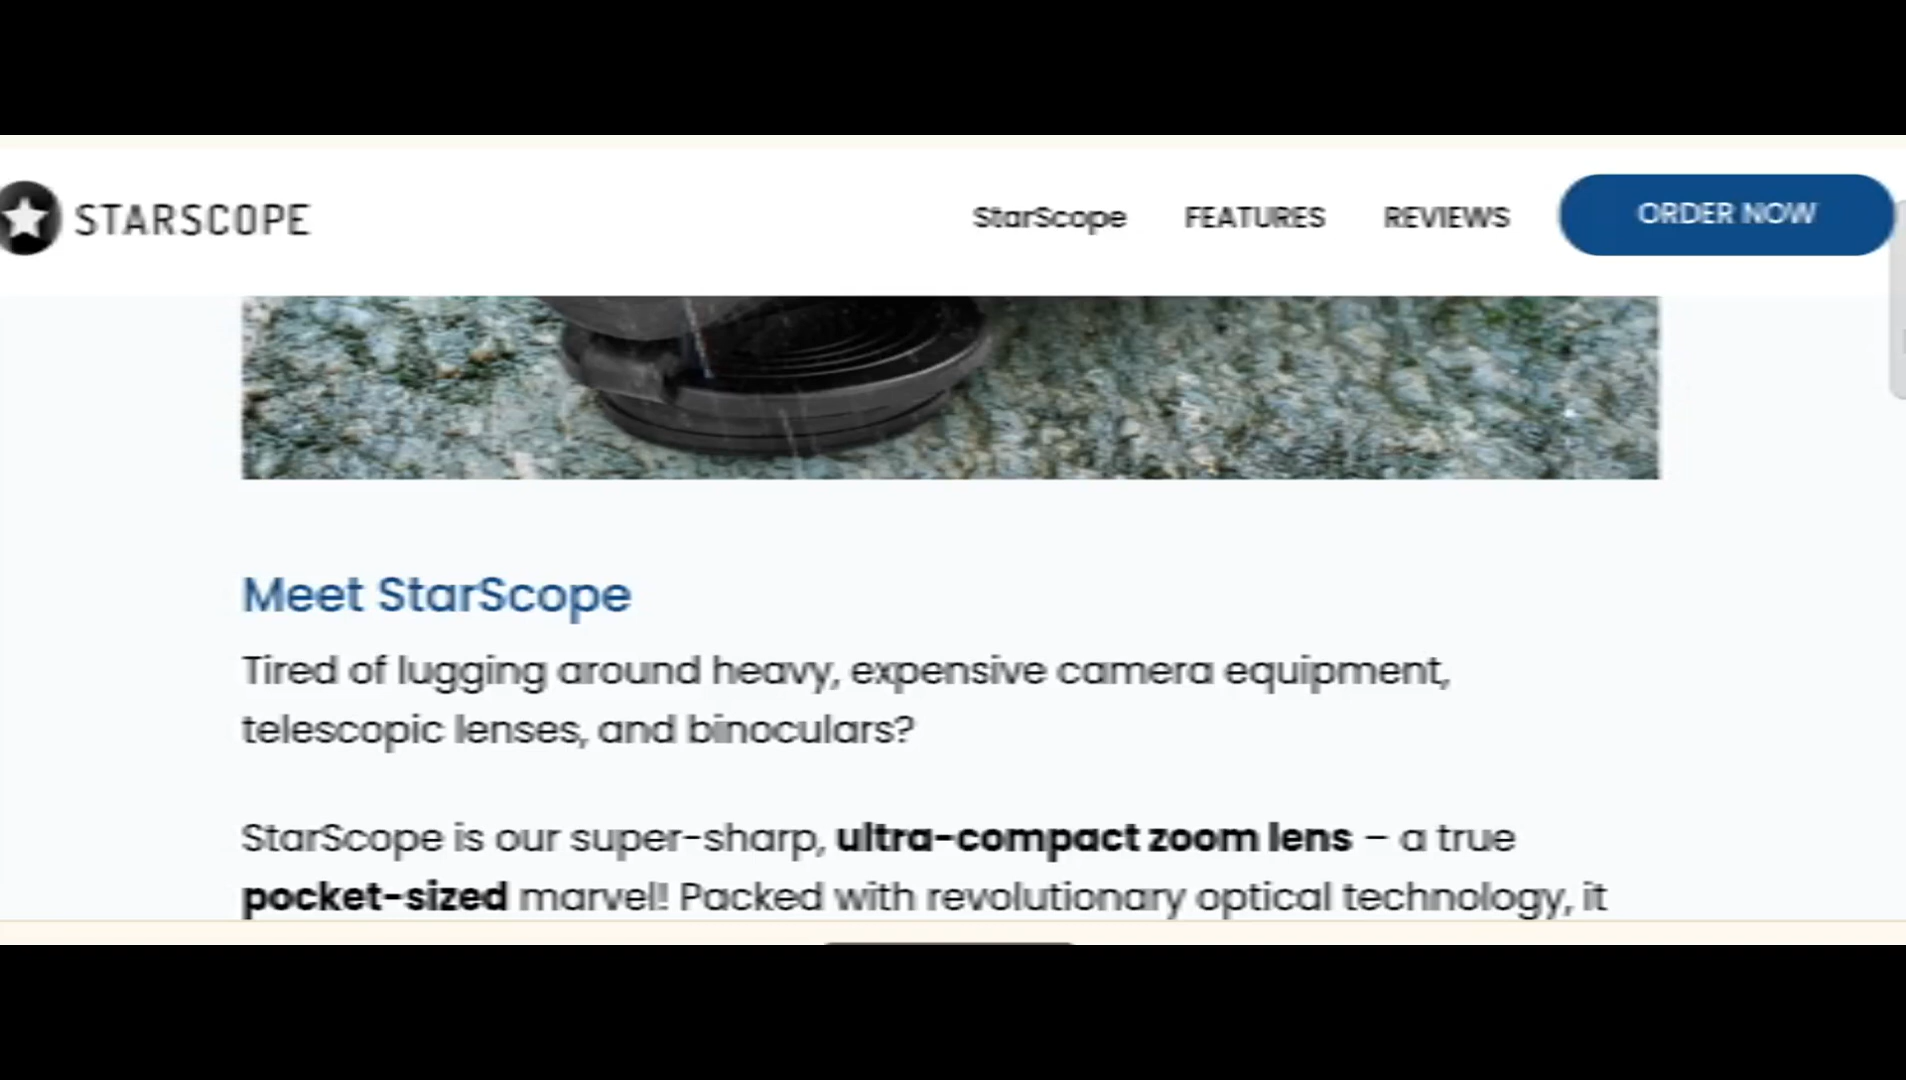 STARSCOPE
StarScope FEATURES REVIEWS ORDER NOW
Meet StarScope
Tired of lugging around heavy, expensive camera equipment,
telescopic lenses, and binoculars?
StarScope is our super-sharp, ultra-compact zoom lens – a true
pocket-sized marvel! Packed with revolutionary optical technology, it